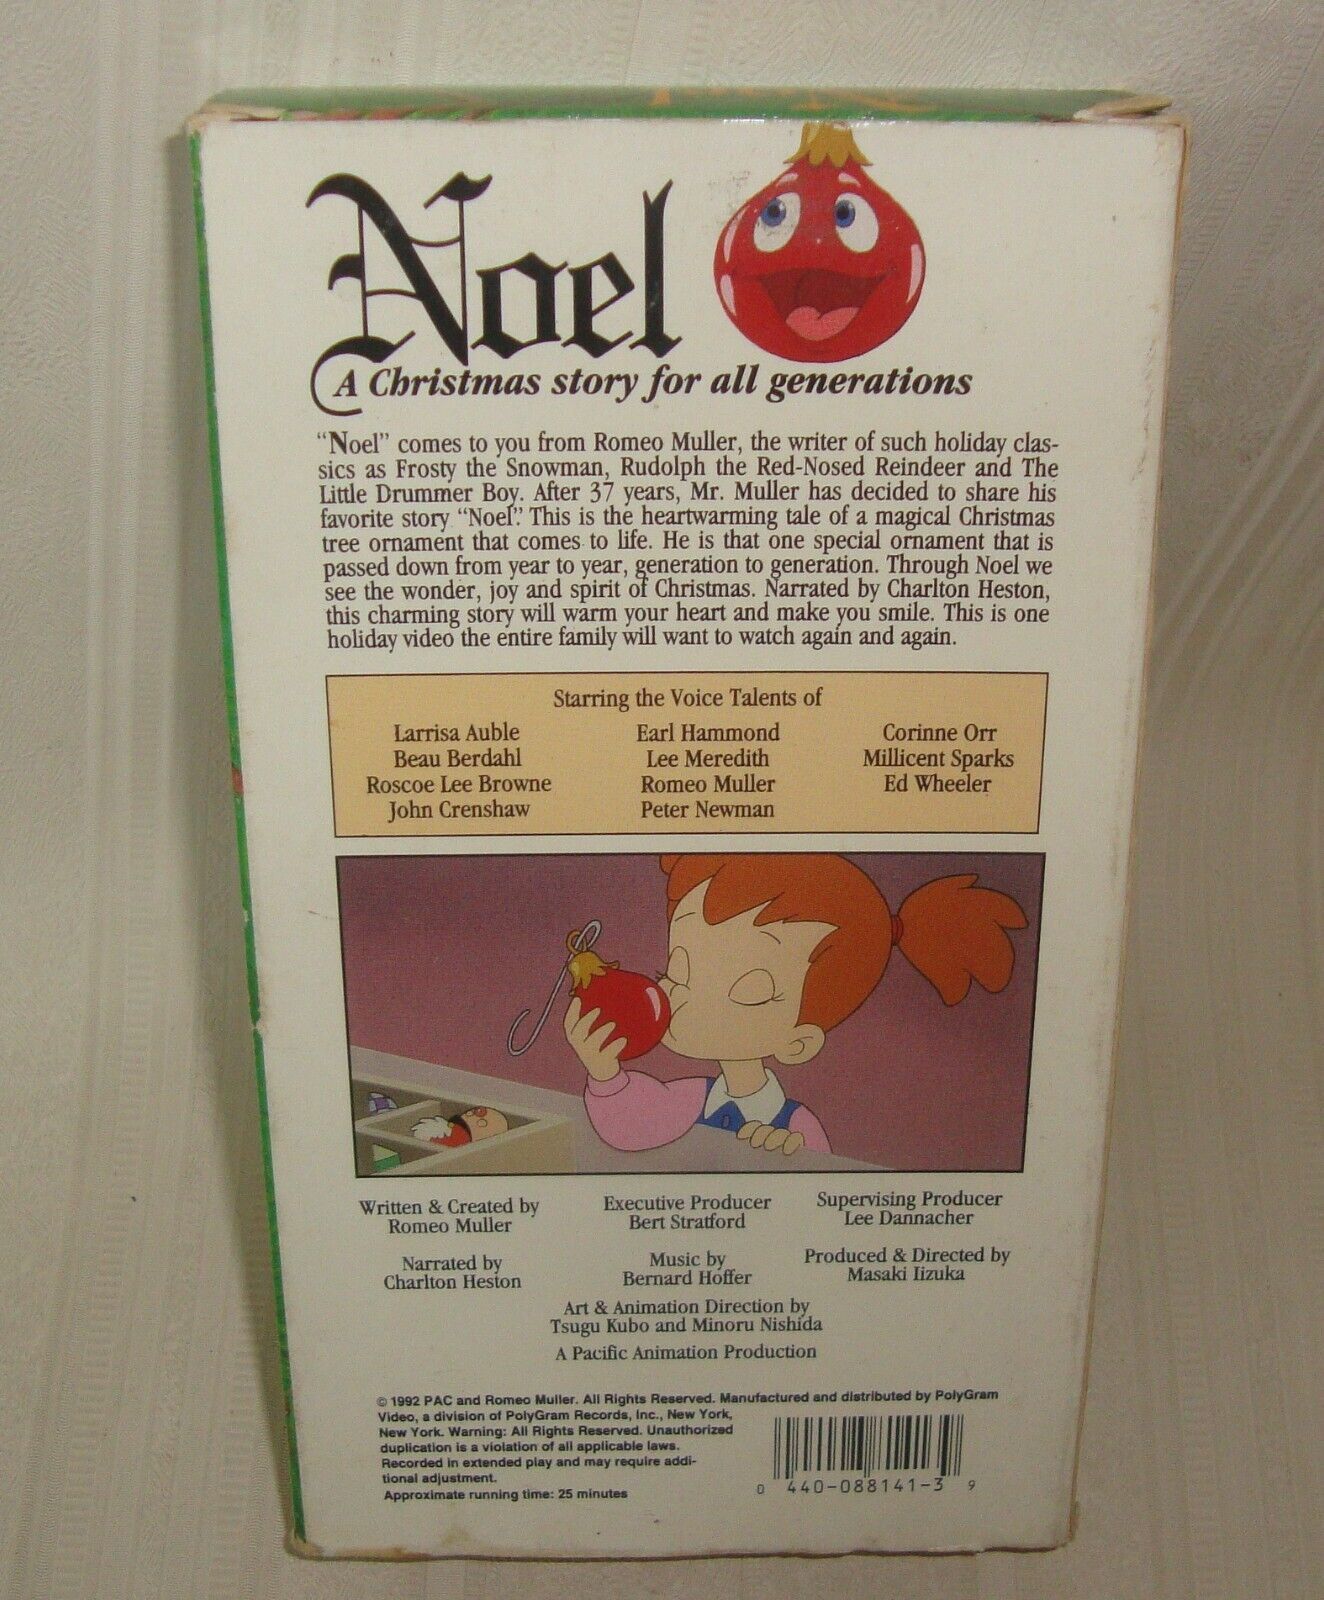 Noel
A Christmas story for all generations
"Noel" comes to you from Romeo Muller, the writer of such holiday clas-
sics as Frosty the Snowman, Rudolph the Red-Nosed Reindeer and The
Little Drummer Boy. After 37 years, Mr. Muller has decided to share his
favorite story "Noel". This is the heartwarming tale of a magical Christmas
tree ornament that comes to life. He is that one special ornament that is
passed down from year to year, generation to generation. Through Noel we
see the wonder, joy and spirit of Christmas. Narrated by Charlton Heston,
this charming story will warm your heart and make you smile. This is one
holiday video the entire family will want to watch again and again.
Starring the Voice Talents of
Larrisa Auble
Beau Berdahl
Roscoe Lee Browne
John Crenshaw
Earl Hammond
Lee Meredith
Romeo Muller
Peter Newman
Corinne Orr
Millicent Sparks
Ed Wheeler
Written & Created by
Romeo Muller
Executive Producer
Bert Stratford
Supervising Producer
Lee Dannacher
Narrated by
Charlton Heston
Music by
Bernard Hoffer
Produced & Directed by
Masaki Iizuka
Art & Animation Direction by
Tsugu Kubo and Minoru Nishida
A Pacific Animation Production
© 1992 PAC and Romeo Muller. All Rights Reserved. Manufactured and distributed by PolyGram
Video, a division of PolyGram Records, Inc., New York,
New York. Warning: All Rights Reserved. Unauthorized
duplication is a violation of all applicable laws.
Recorded in extended play and may require addi-
tional adjustment.
Approximate running time: 25 minutes
0 440-088141-3 9